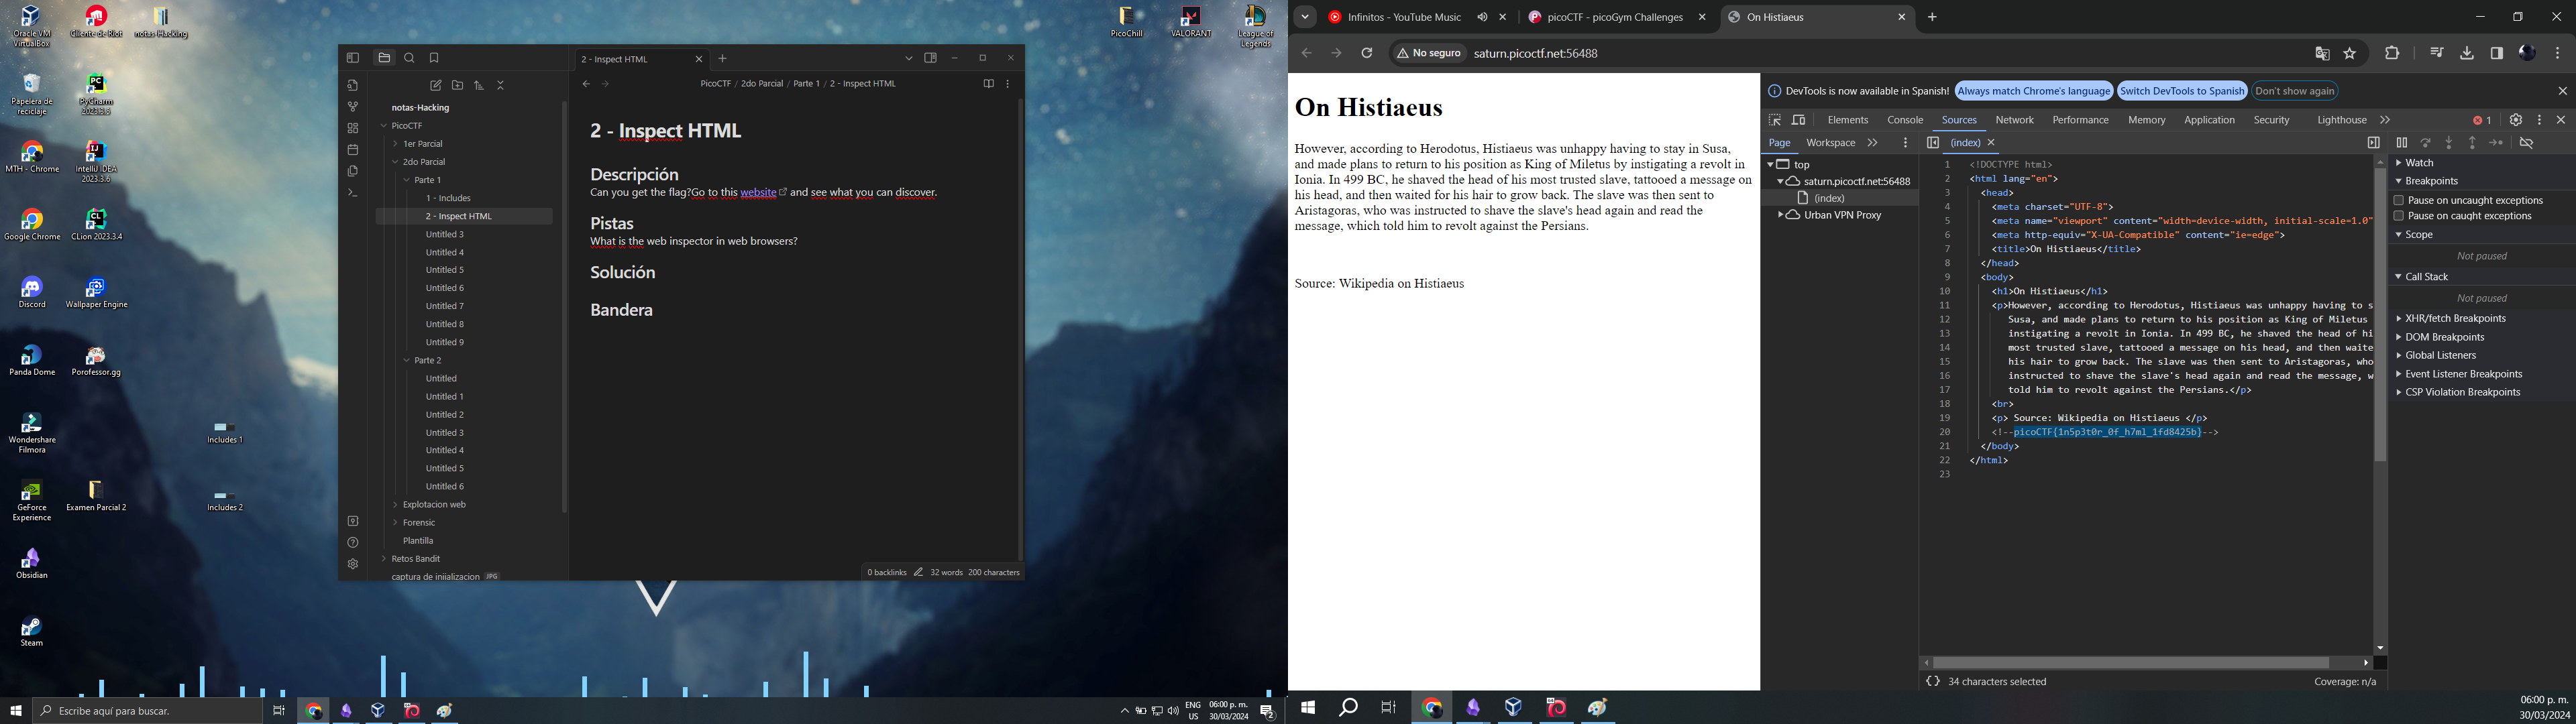 Oracle VM
VirtualBox
Cliente de Riot
notas-Hacking
Papelera de
reciclaje
PyCharm
2023.3.3
MTH - Chrome
IntelliJ IDEA
2023.3.6
Google Chrome
CLion 2023.3.4
Discord
Wallpaper Engine
Panda Dome
Porofessor.gg
Wondershare
Filmora
Includes 1
GeForce
Experience
Examen Parcial 2
Includes 2
Obsidian
Steam
PicoChill
VALORANT
League of
Legends
2 - Inspect HTML
PicoCTF / 2do Parcial / Parte 1 / 2 - Inspect HTML
notas-Hacking
PicoCTF
1er Parcial
2do Parcial
Parte 1
1 - Includes
2 - Inspect HTML
Untitled 3
Untitled 4
Untitled 5
Untitled 6
Untitled 7
Untitled 8
Untitled 9
Parte 2
Untitled
Untitled 1
Untitled 2
Untitled 3
Untitled 4
Untitled 5
Untitled 6
Explotacion web
Forensic
Plantilla
Retos Bandit
captura de inijalizacion JPG
2 - Inspect HTML
Descripción
Can you get the flag?Go to this website and see what you can discover.
Pistas
What is the web inspector in web browsers?
Solución
Bandera
0 backlinks 32 words 200 characters
Escribe aquí para buscar.
ENG
US
06:00 p. m.
30/03/2024
2
Infinitos - YouTube Music
picoCTF - picoGym Challenges
On Histiaeus
No seguro
saturn.picoctf.net:56488
On Histiaeus
However, according to Herodotus, Histiaeus was unhappy having to stay in Susa,
and made plans to return to his position as King of Miletus by instigating a revolt in
Ionia. In 499 BC, he shaved the head of his most trusted slave, tattooed a message on
his head, and then waited for his hair to grow back. The slave was then sent to
Aristagoras, who was instructed to shave the slave's head again and read the
message, which told him to revolt against the Persians.
Source: Wikipedia on Histiaeus
DevTools is now available in Spanish! Always match Chrome's language Switch DevTools to Spanish Don't show again
Elements Console Sources Network Performance Memory Application Security Lighthouse 1
Page Workspace
(index)
top
saturn.picoctf.net:56488
(index)
Urban VPN Proxy
1 <!DOCTYPE html>
2 <html lang="en">
3 <head>
4 <meta charset="UTF-8">
5 <meta name="viewport" content="width=device-width, initial-scale=1.0"
6 <meta http-equiv="X-UA-Compatible" content="ie=edge">
7 <title>On Histiaeus</title>
8 </head>
9 <body>
10 <h1>On Histiaeus</h1>
11 <p>However, according to Herodotus, Histiaeus was unhappy having to s
12 Susa, and made plans to return to his position as King of Miletus
13 instigating a revolt in Ionia. In 499 BC, he shaved the head of hi
14 most trusted slave, tattooed a message on his head, and then waite
15 his hair to grow back. The slave was then sent to Aristagoras, who
16 instructed to shave the slave's head again and read the message, w
17 told him to revolt against the Persians.</p>
18 <br>
19 <p> Source: Wikipedia on Histiaeus </p>
20 <!--picoCTF{1n5p3t0r_0f_h7ml_1fd8425b}-->
21 </body>
22 </html>
23
34 characters selected
Coverage: n/a
Watch
Breakpoints
Pause on uncaught exceptions
Pause on caught exceptions
Scope
Not paused
Call Stack
Not paused
XHR/fetch Breakpoints
DOM Breakpoints
Global Listeners
Event Listener Breakpoints
CSP Violation Breakpoints
06:00 p. m.
30/03/2024